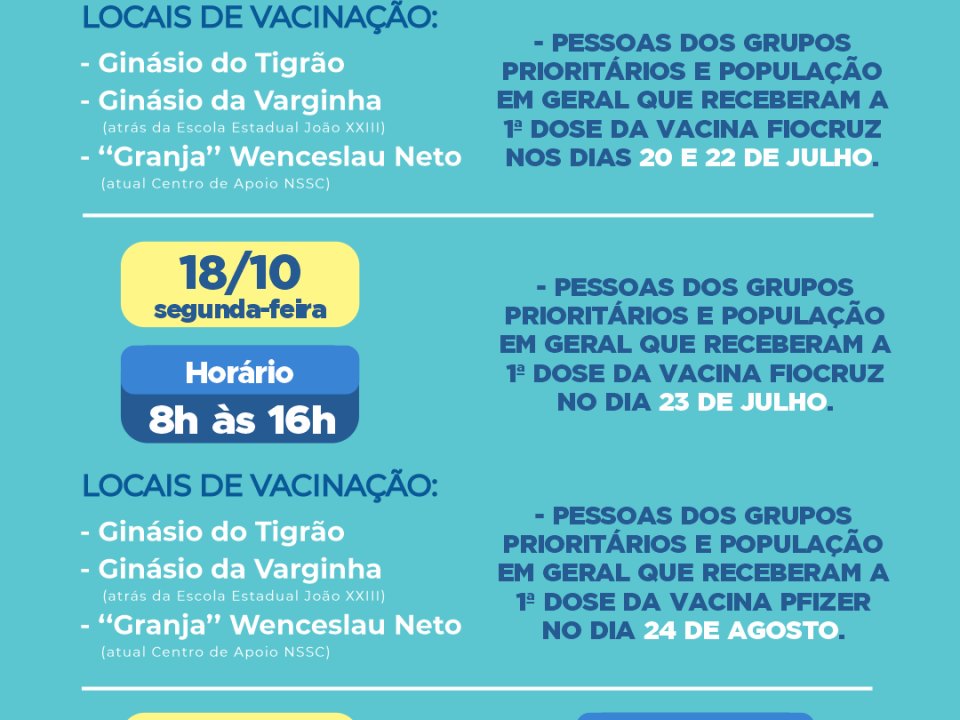 LOCAIS DE VACINAÇÃO:
- Ginásio do Tigrão
- Ginásio da Varginha
(atrás da Escola Estadual João XXIII)
- “Granja” Wenceslau Neto
(atual Centro de Apoio NSSC)
- PESSOAS DOS GRUPOS
PRIORITÁRIOS E POPULAÇÃO
EM GERAL QUE RECEBERAM A
1ª DOSE DA VACINA FIOCRUZ
NOS DIAS 20 E 22 DE JULHO.
18/10
segunda-feira
Horário
8h às 16h
LOCAIS DE VACINAÇÃO:
- Ginásio do Tigrão
- Ginásio da Varginha
(atrás da Escola Estadual João XXIII)
- “Granja” Wenceslau Neto
(atual Centro de Apoio NSSC)
- PESSOAS DOS GRUPOS
PRIORITÁRIOS E POPULAÇÃO
EM GERAL QUE RECEBERAM A
1ª DOSE DA VACINA FIOCRUZ
NO DIA 23 DE JULHO.
- PESSOAS DOS GRUPOS
PRIORITÁRIOS E POPULAÇÃO
EM GERAL QUE RECEBERAM A
1ª DOSE DA VACINA PFIZER
NO DIA 24 DE AGOSTO.